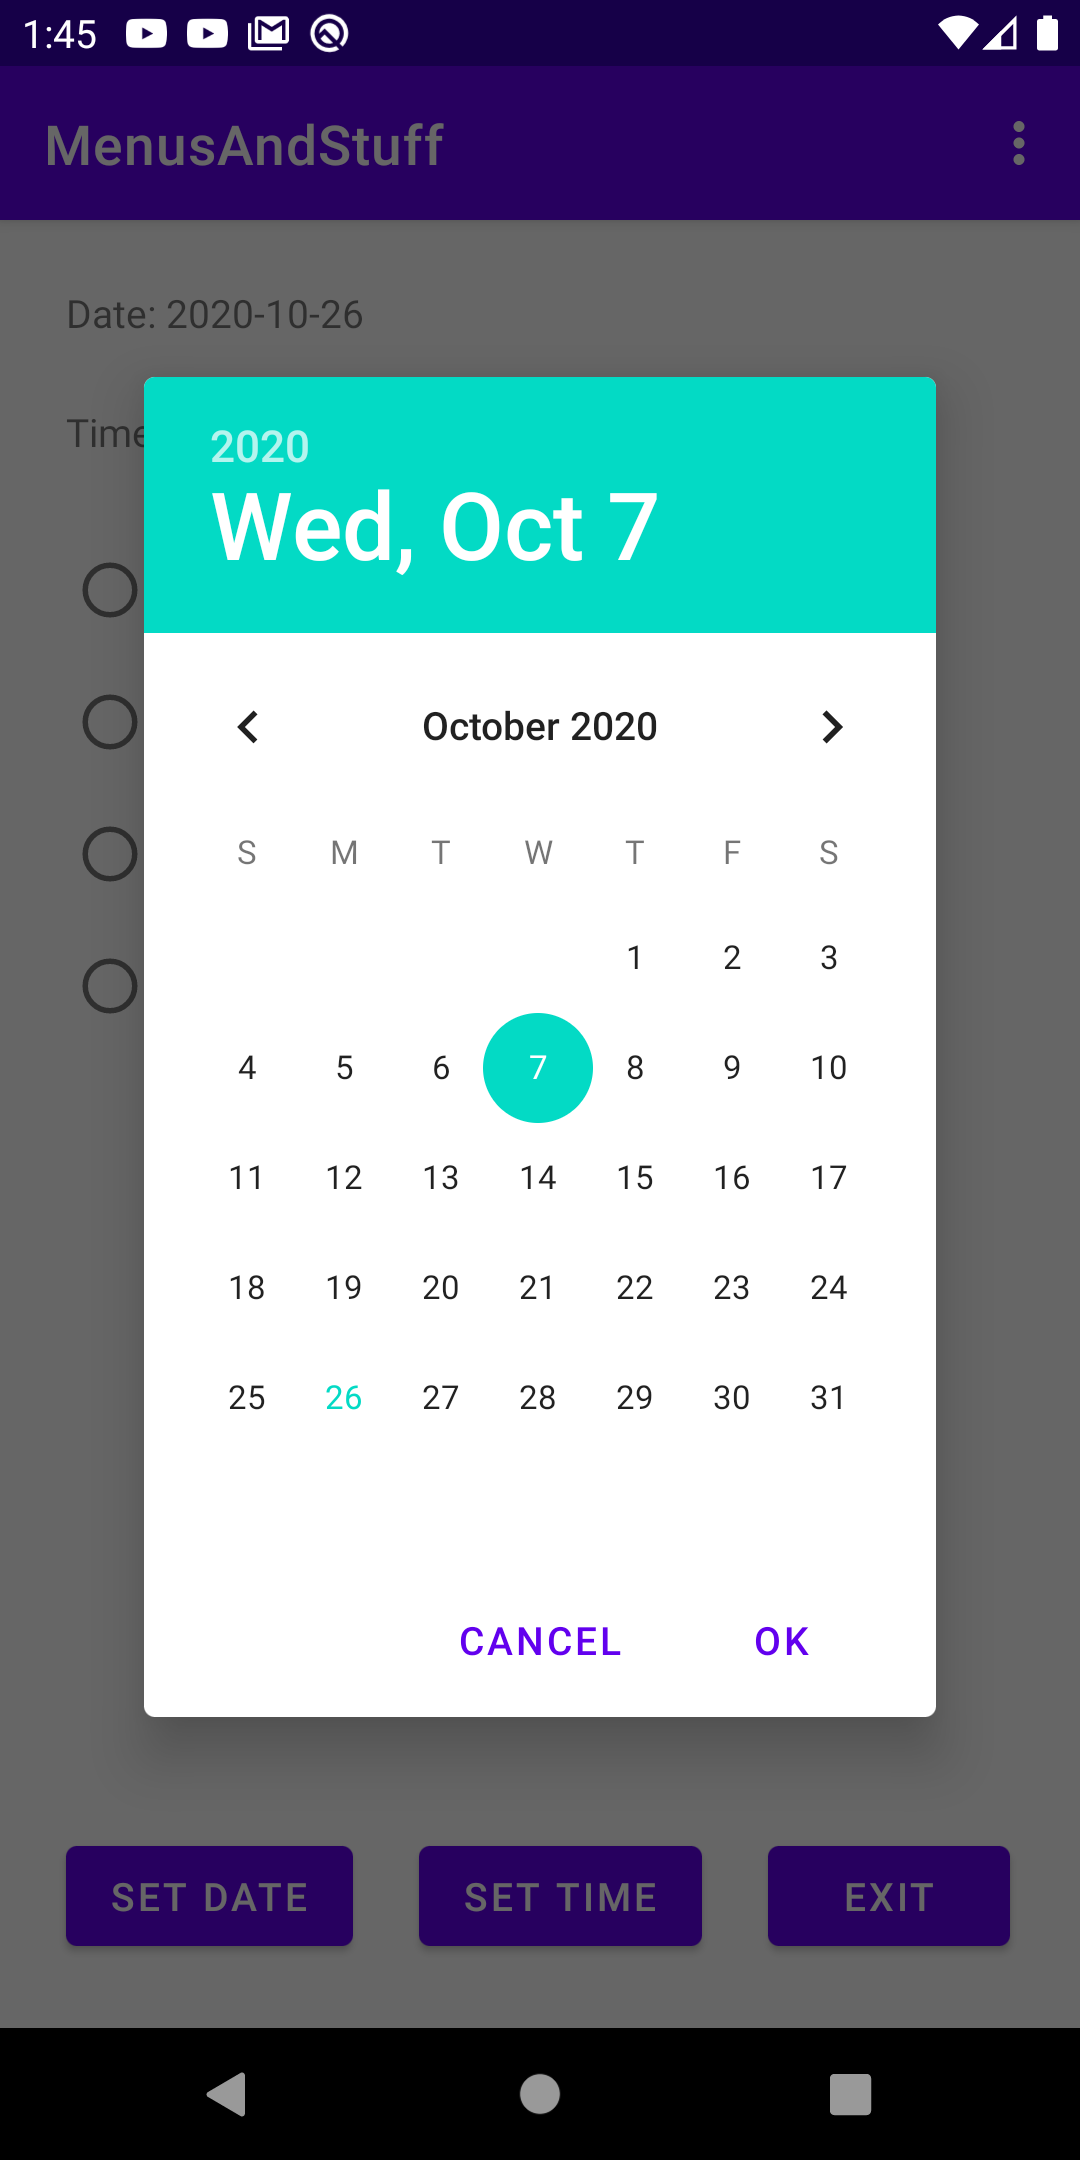 1:45
MenusAndStuff
Date: 2020-10-26
Time
2020
Wed, Oct 7
October 2020
S M T W T F S
1 2 3
4 5 6 7 8 9 10
11 12 13 14 15 16 17
18 19 20 21 22 23 24
25 26 27 28 29 30 31
CANCEL OK
SET DATE SET TIME EXIT